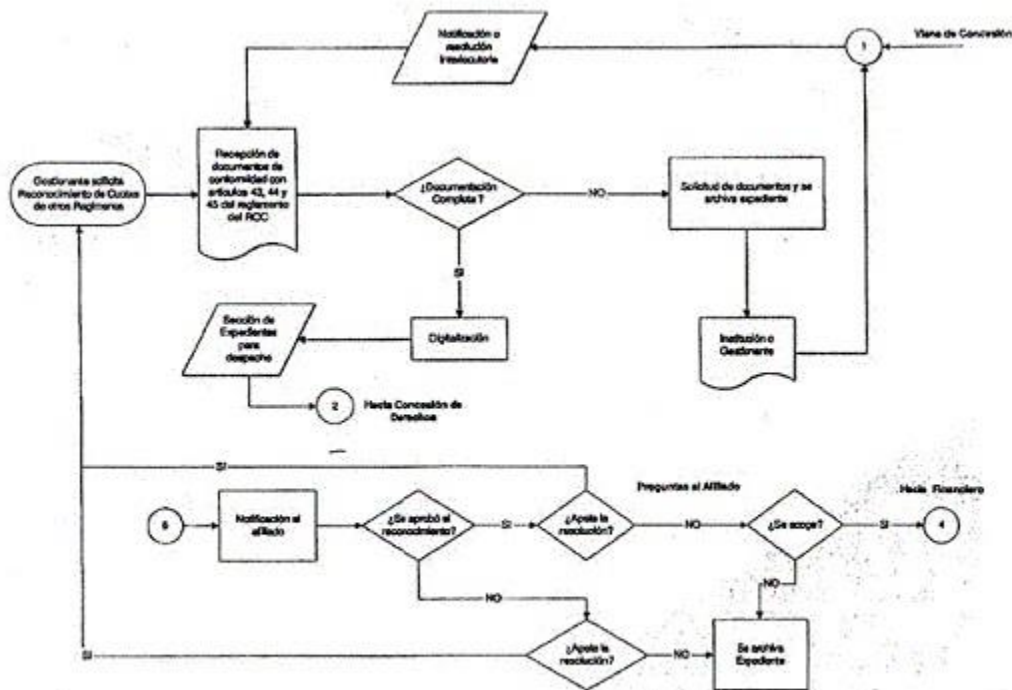 Notificación o
resolución
Interlocutoria
1
Viene de Concesión
Gestionante solicita
Reconocimiento de Cuotas
de otros Regímenes
Recepción de
documentos de
conformidad con
artículos 43, 44 y
45 del reglamento
del RCC
¿Documentación
Completa ?
NO
Solicitud de documentos y se
archiva expediente
SI
Sección de
Expedientes
para
despacho
Digitalización
Institución o
Gestionante
2
Hacia Concesión de
Derechos
SI
Preguntas al Afiliado
Hacia Financiero
5
Notificación al
afiliado
¿Se aprobó el
reconocimiento?
SI
¿Apela la
resolución?
NO
¿Se acoge?
SI
4
NO
NO
SI
¿Apela la
resolución?
NO
Se archiva
Expediente